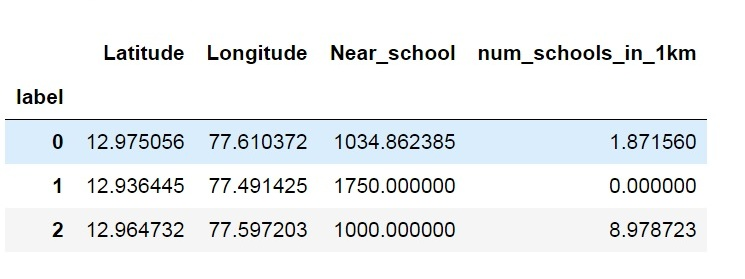 Latitude Longitude Near_school num_schools_in_1km
label
0 12.975056 77.610372 1034.862385 1.871560
1 12.936445 77.491425 1750.000000 0.000000
2 12.964732 77.597203 1000.000000 8.978723